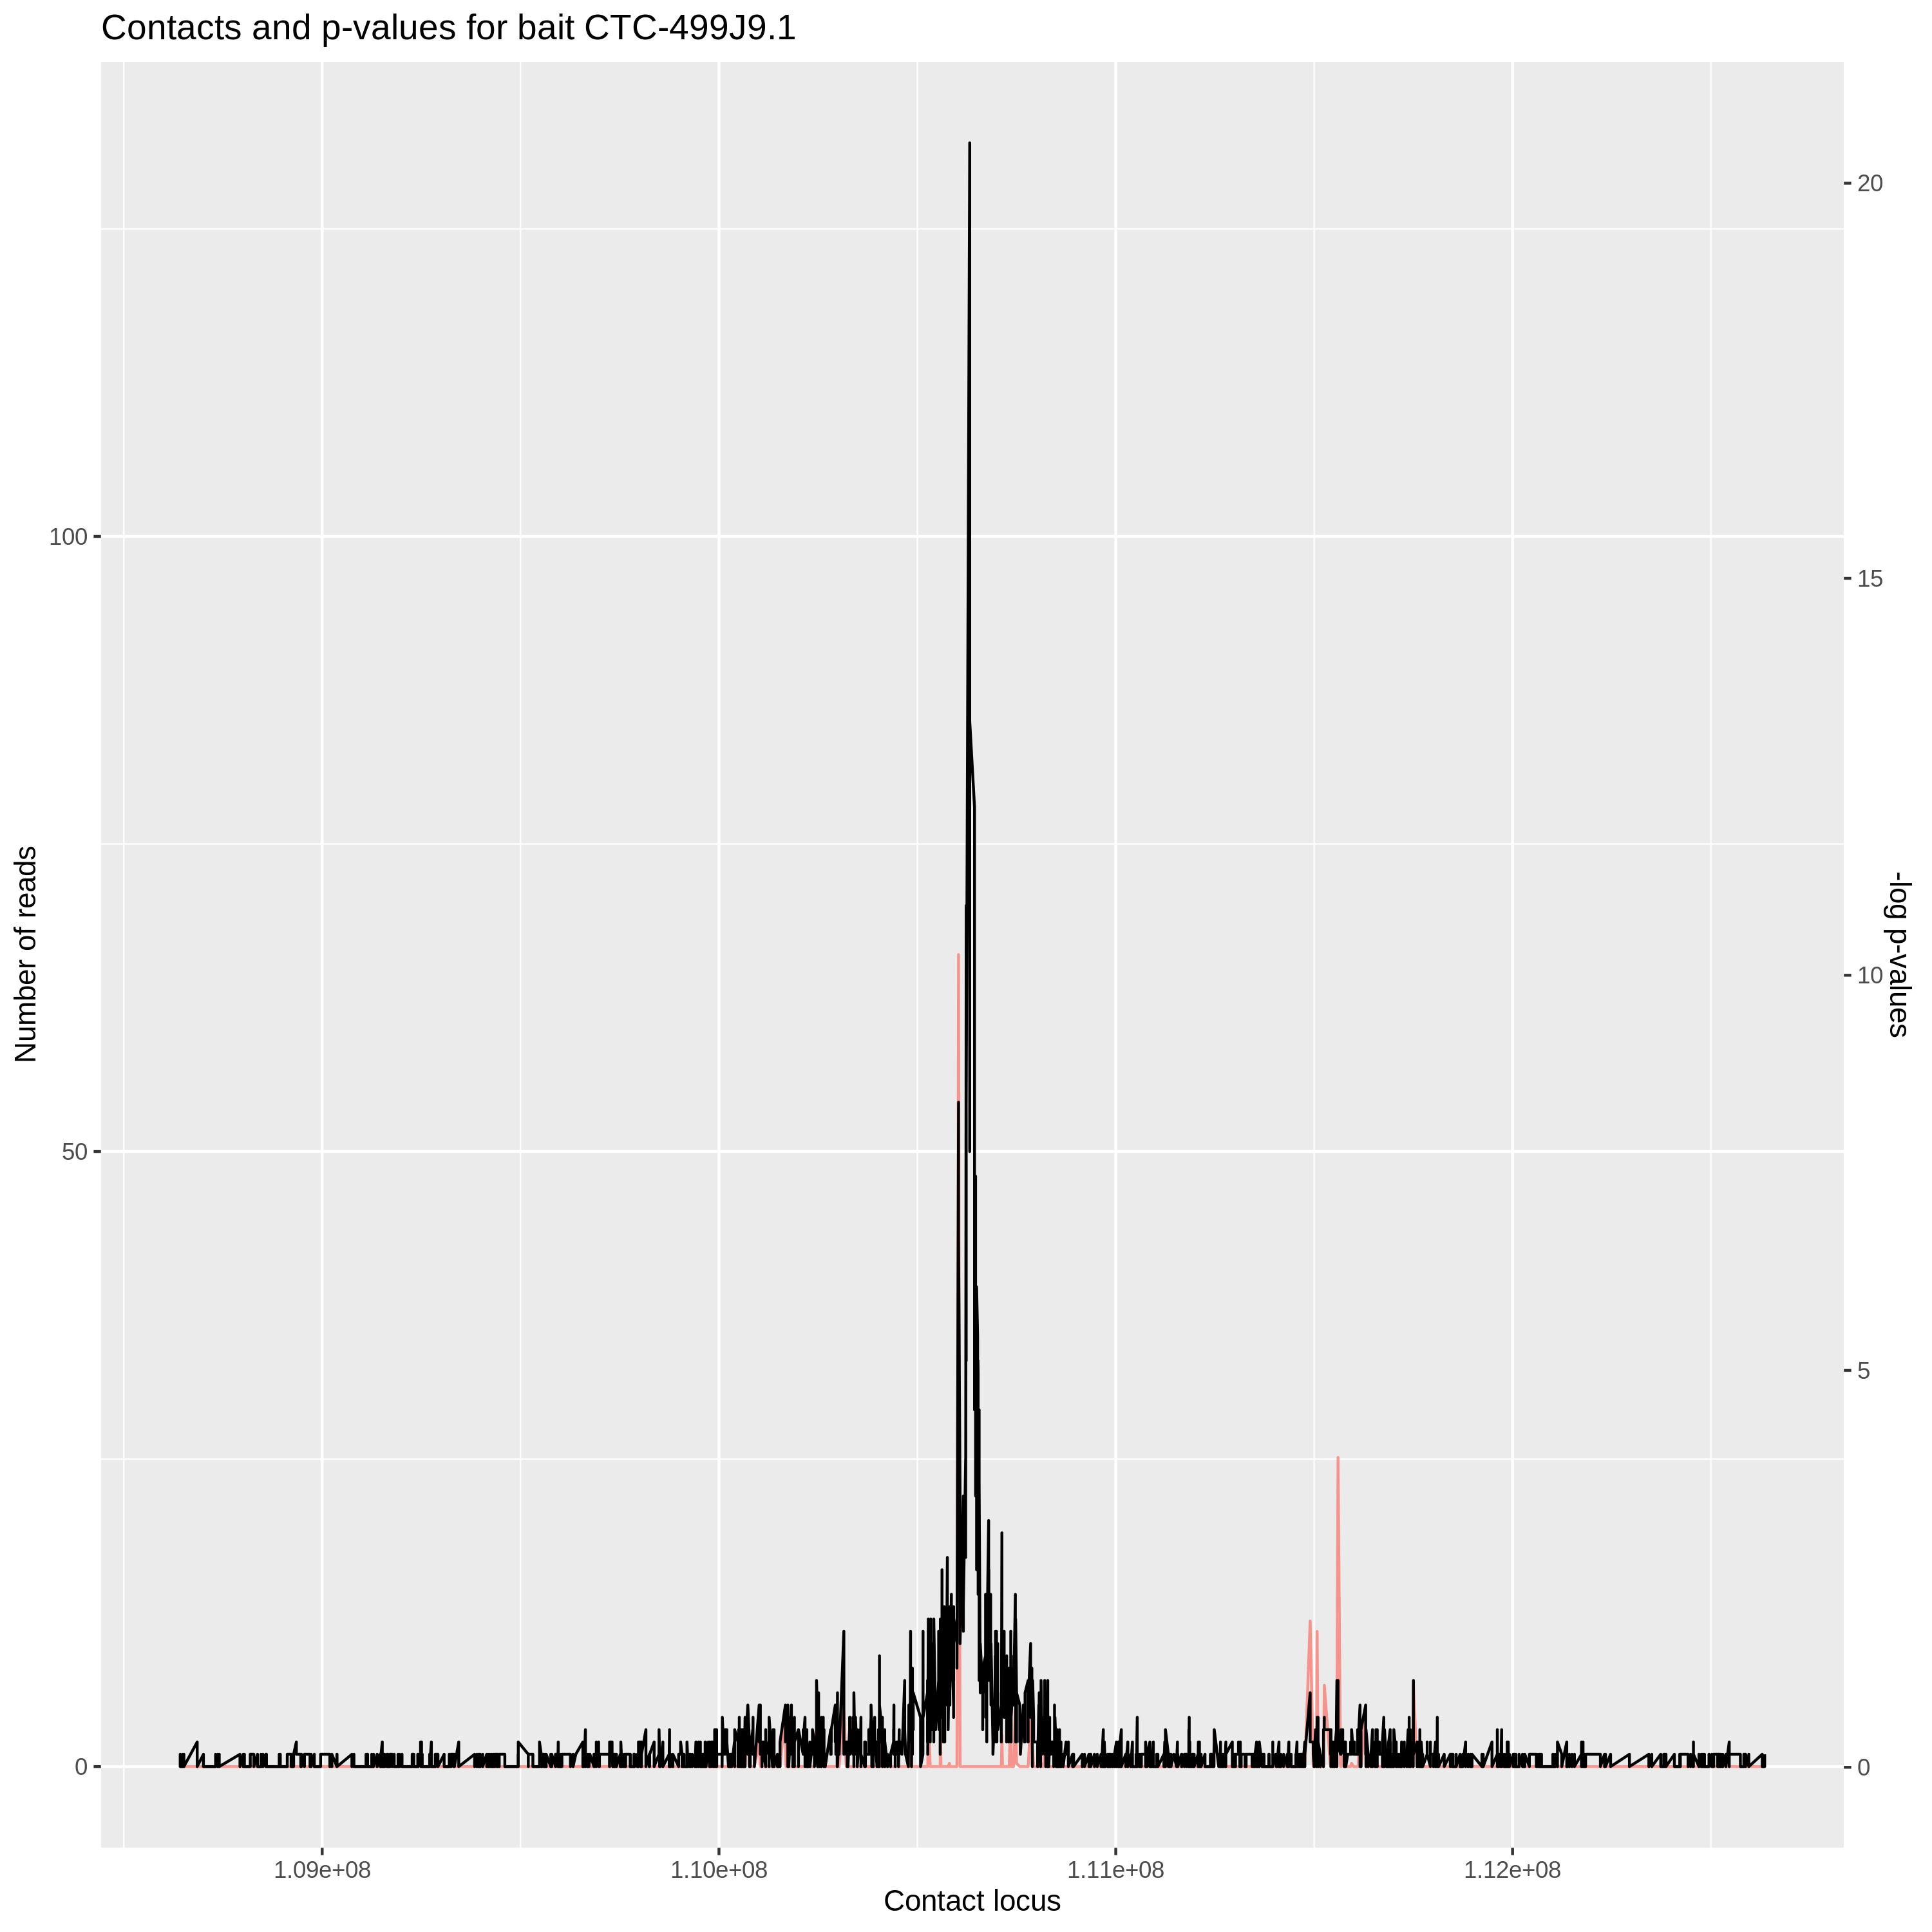 Contacts and p-values for bait CTC-499J9.1
Number of reads
100
50
0
20
15
10
5
0
-log p-values
1.09e+08
1.10e+08
1.11e+08
1.12e+08
Contact locus